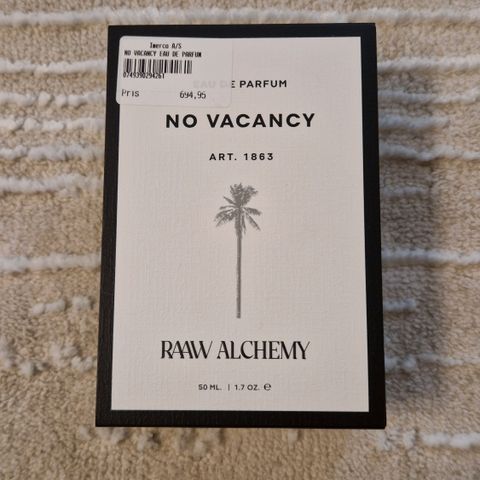 Imerco A/S
NO VACANCY EAU DE PARFUM
0749390294261
Pris 694,95
EAU DE PARFUM
NO VACANCY
ART. 1863
RAAW ALCHEMY
50 ML. | 1.7 OZ. ℮